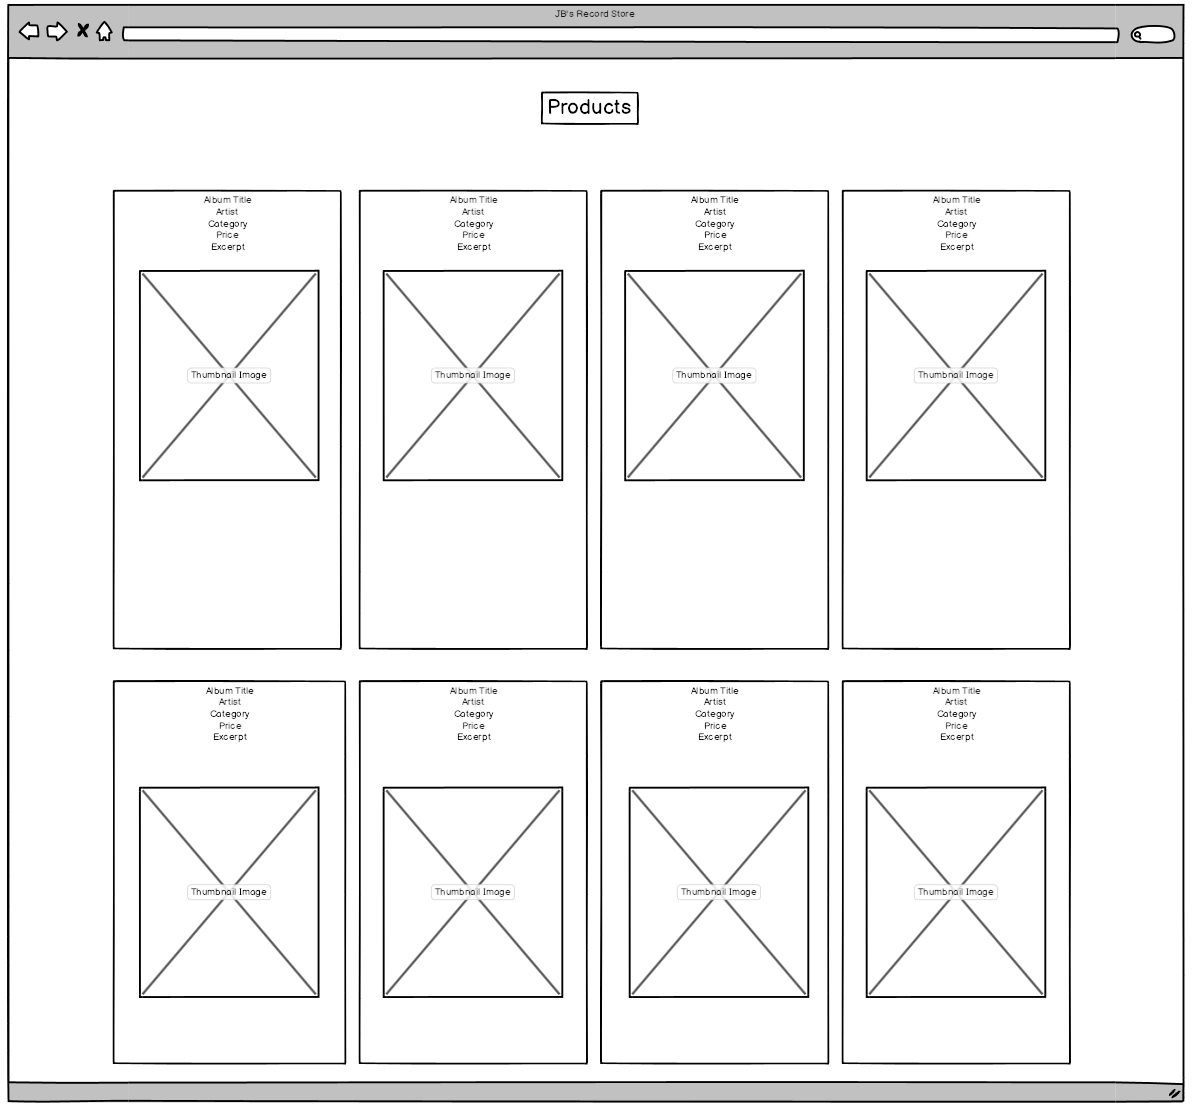 JB's Record Store
Products
Album Title
Artist
Category
Price
Excerpt
Thumbnail Image
Album Title
Artist
Category
Price
Excerpt
Thumbnail Image
Album Title
Artist
Category
Price
Excerpt
Thumbnail Image
Album Title
Artist
Category
Price
Excerpt
Thumbnail Image
Album Title
Artist
Category
Price
Excerpt
Thumbnail Image
Album Title
Artist
Category
Price
Excerpt
Thumbnail Image
Album Title
Artist
Category
Price
Excerpt
Thumbnail Image
Album Title
Artist
Category
Price
Excerpt
Thumbnail Image